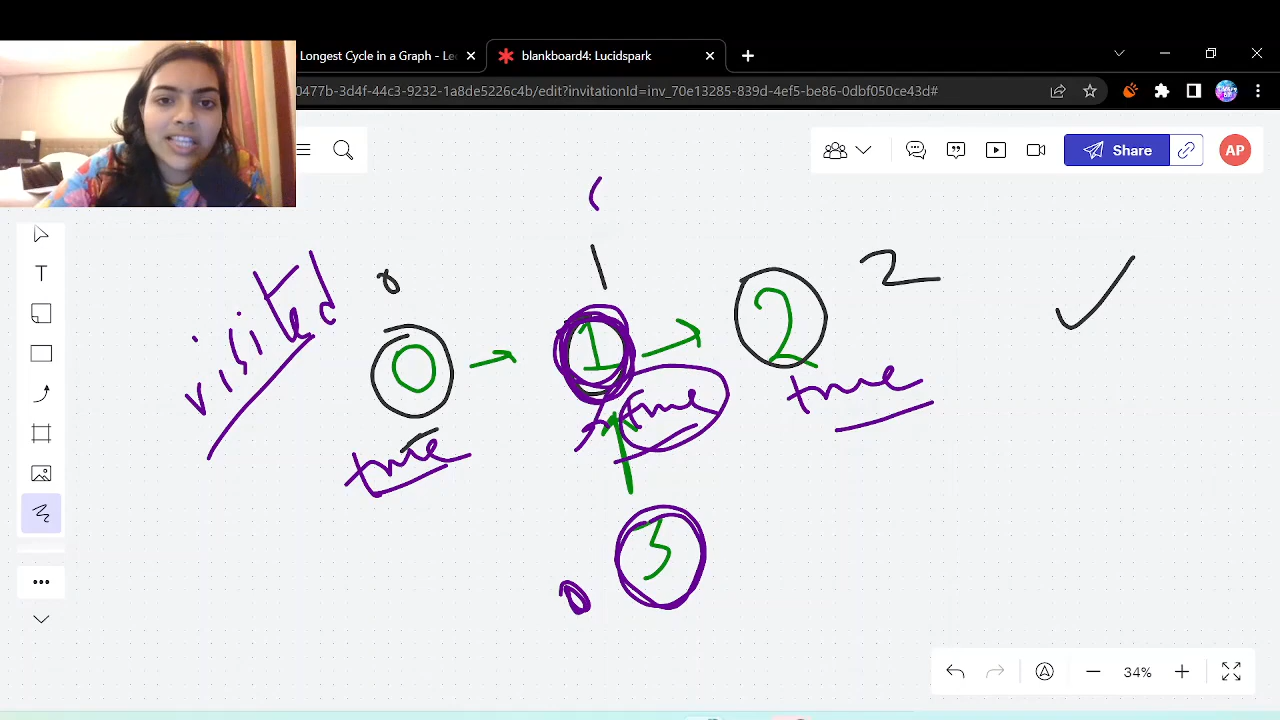 Longest Cycle in a Graph - Lee
blankboard4: Lucidspark
0477b-3d4f-44c3-9232-1a8de5226c4b/edit?invitationId=inv_70e13285-839d-4ef5-be86-0dbf050ce43d#
Share
AP
T
visited
0
1
2
0
1
2
true
true
true
3
0
34%